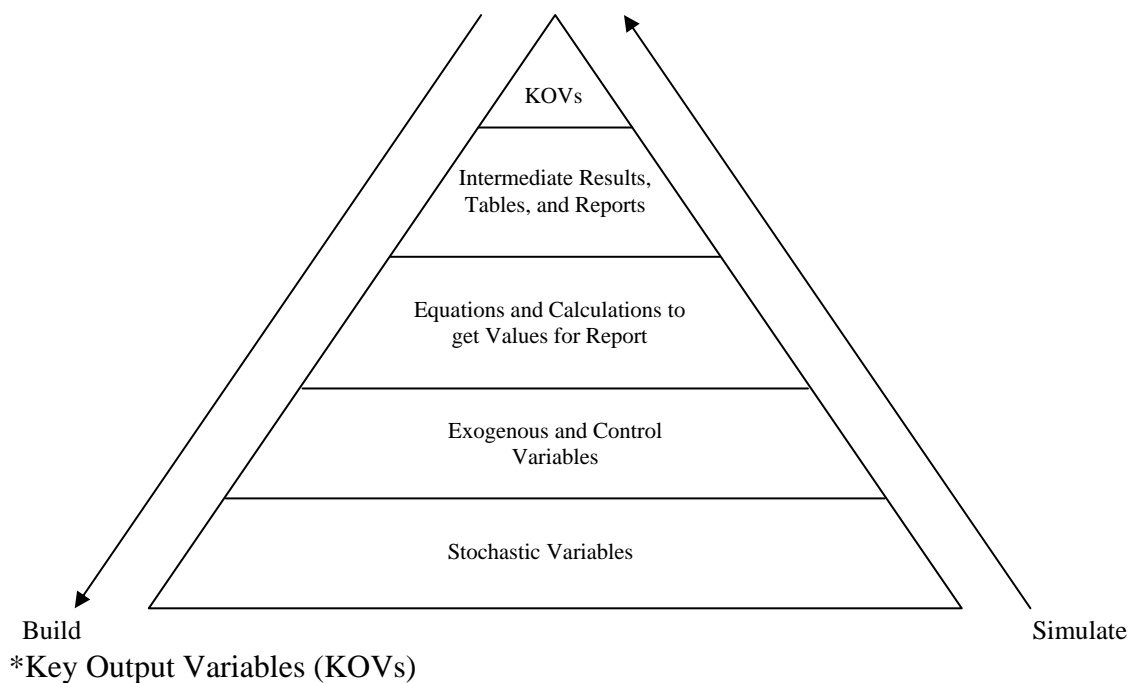 KOVs
Intermediate Results,
Tables, and Reports
Equations and Calculations to
get Values for Report
Exogenous and Control
Variables
Stochastic Variables
Build
Simulate
*Key Output Variables (KOVs)